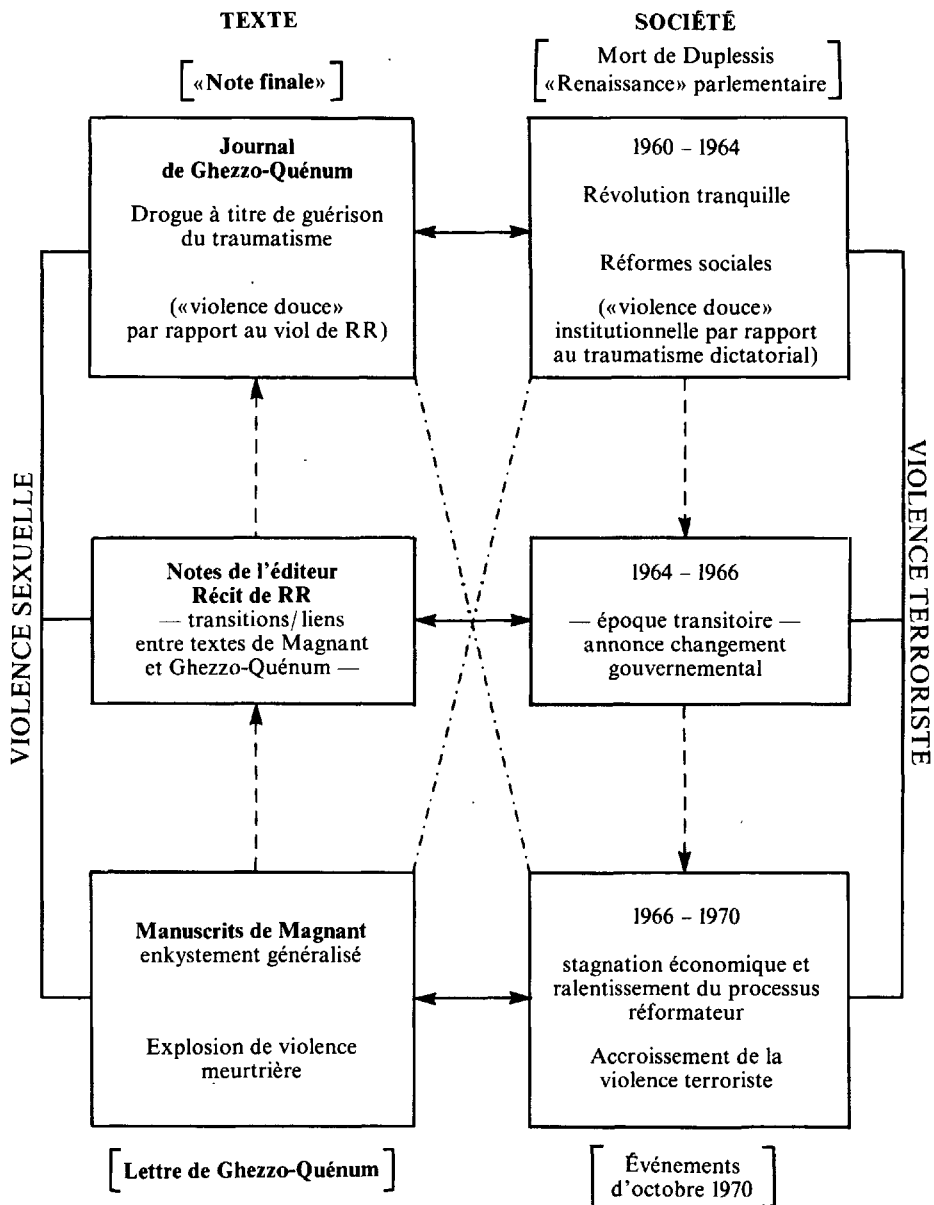 TEXTE
[«Note finale»]
Journal
de Ghezzo-Quénum
Drogue à titre de guérison
du traumatisme
(«violence douce»
par rapport au viol de RR)
Notes de l'éditeur
Récit de RR
— transitions/liens
entre textes de Magnant
et Ghezzo-Quénum —
Manuscrits de Magnant
enkystement généralisé
Explosion de violence
meurtrière
[Lettre de Ghezzo-Quénum]
VIOLENCE SEXUELLE
SOCIÉTÉ
[Mort de Duplessis
«Renaissance» parlementaire]
1960 – 1964
Révolution tranquille
Réformes sociales
(«violence douce»
institutionnelle par rapport
au traumatisme dictatorial)
1964 – 1966
— époque transitoire —
annonce changement
gouvernemental
1966 – 1970
stagnation économique et
ralentissement du processus
réformateur
Accroissement de la
violence terroriste
[Événements
d'octobre 1970]
VIOLENCE TERRORISTE